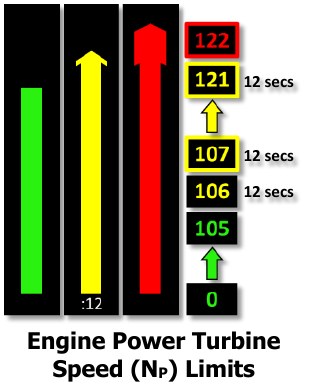 122
121 12 secs
107 12 secs
106 12 secs
105
0
:12
Engine Power Turbine
Speed (NP) Limits